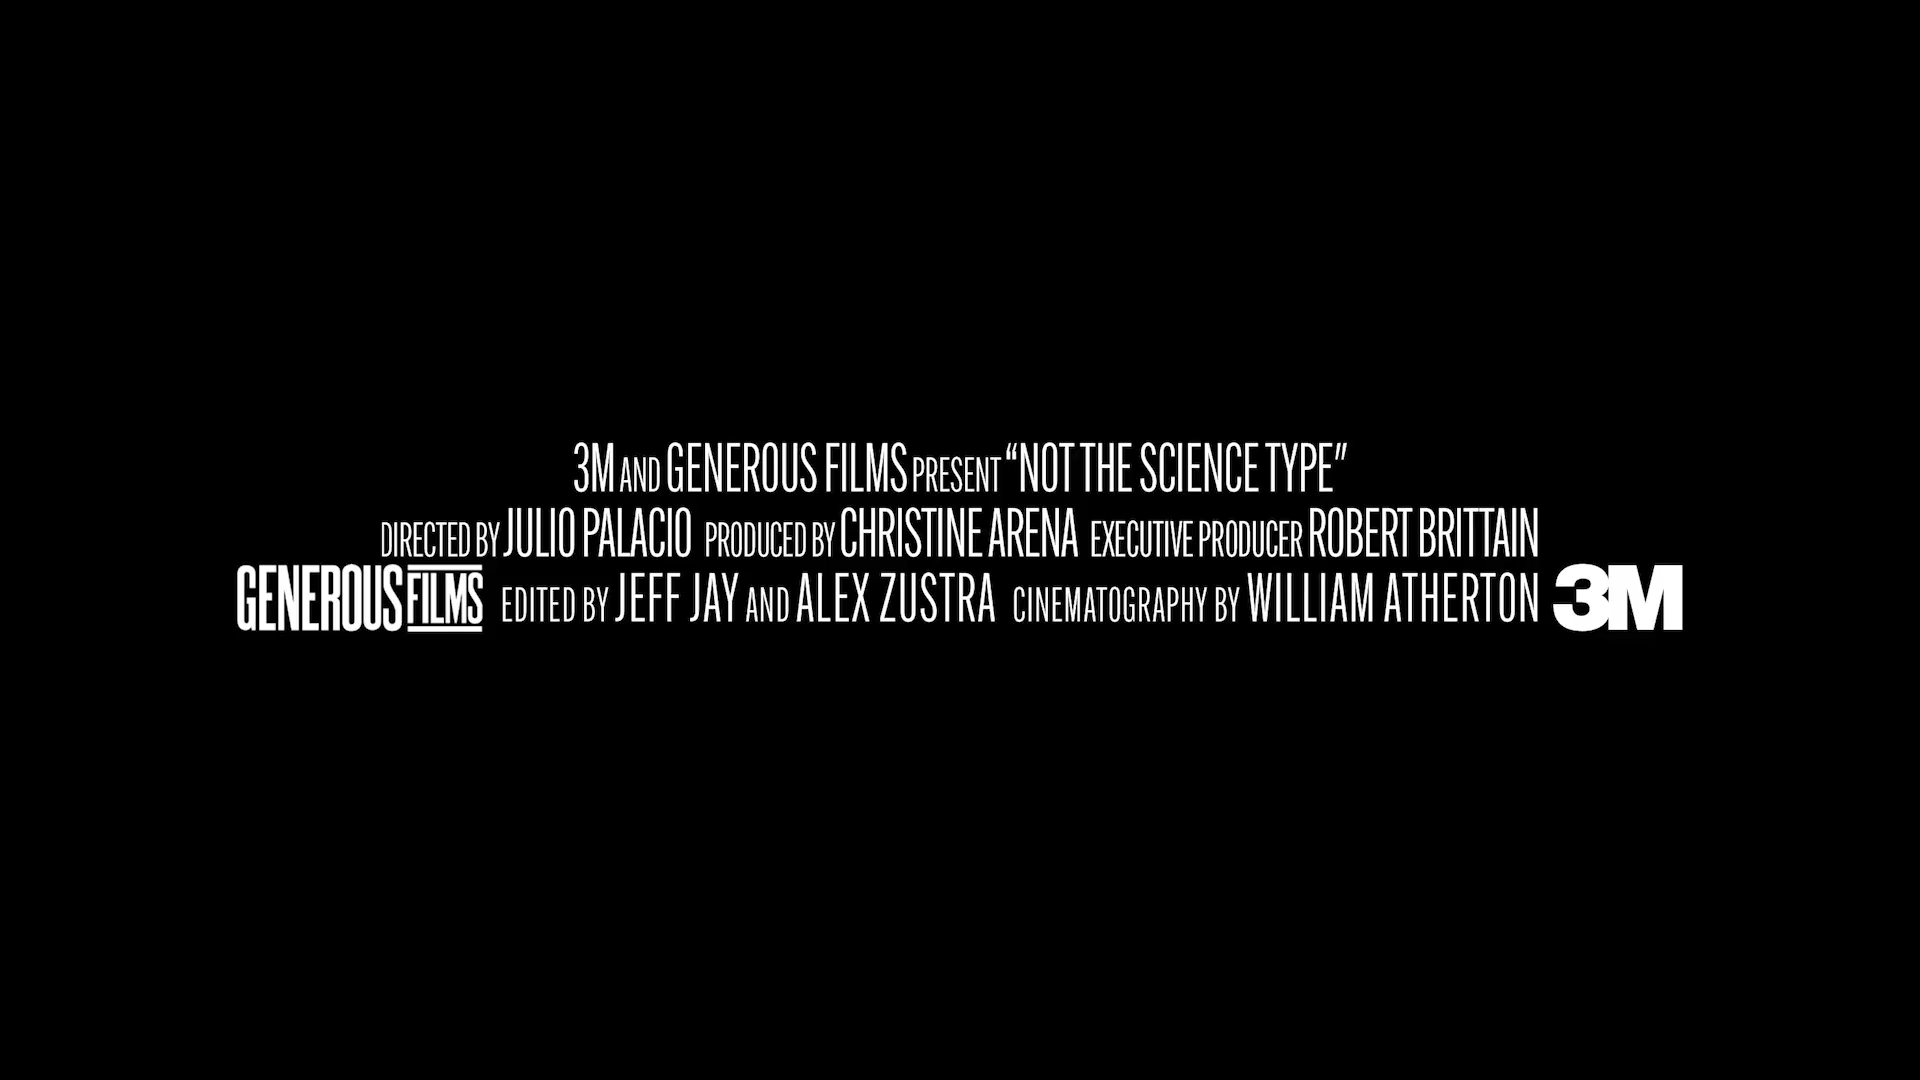 3M AND GENEROUS FILMS PRESENT “NOT THE SCIENCE TYPE”
DIRECTED BY JULIO PALACIO PRODUCED BY CHRISTINE ARENA EXECUTIVE PRODUCER ROBERT BRITTAIN
GENEROUS FILMS EDITED BY JEFF JAY AND ALEX ZUSTRA CINEMATOGRAPHY BY WILLIAM ATHERTON 3M